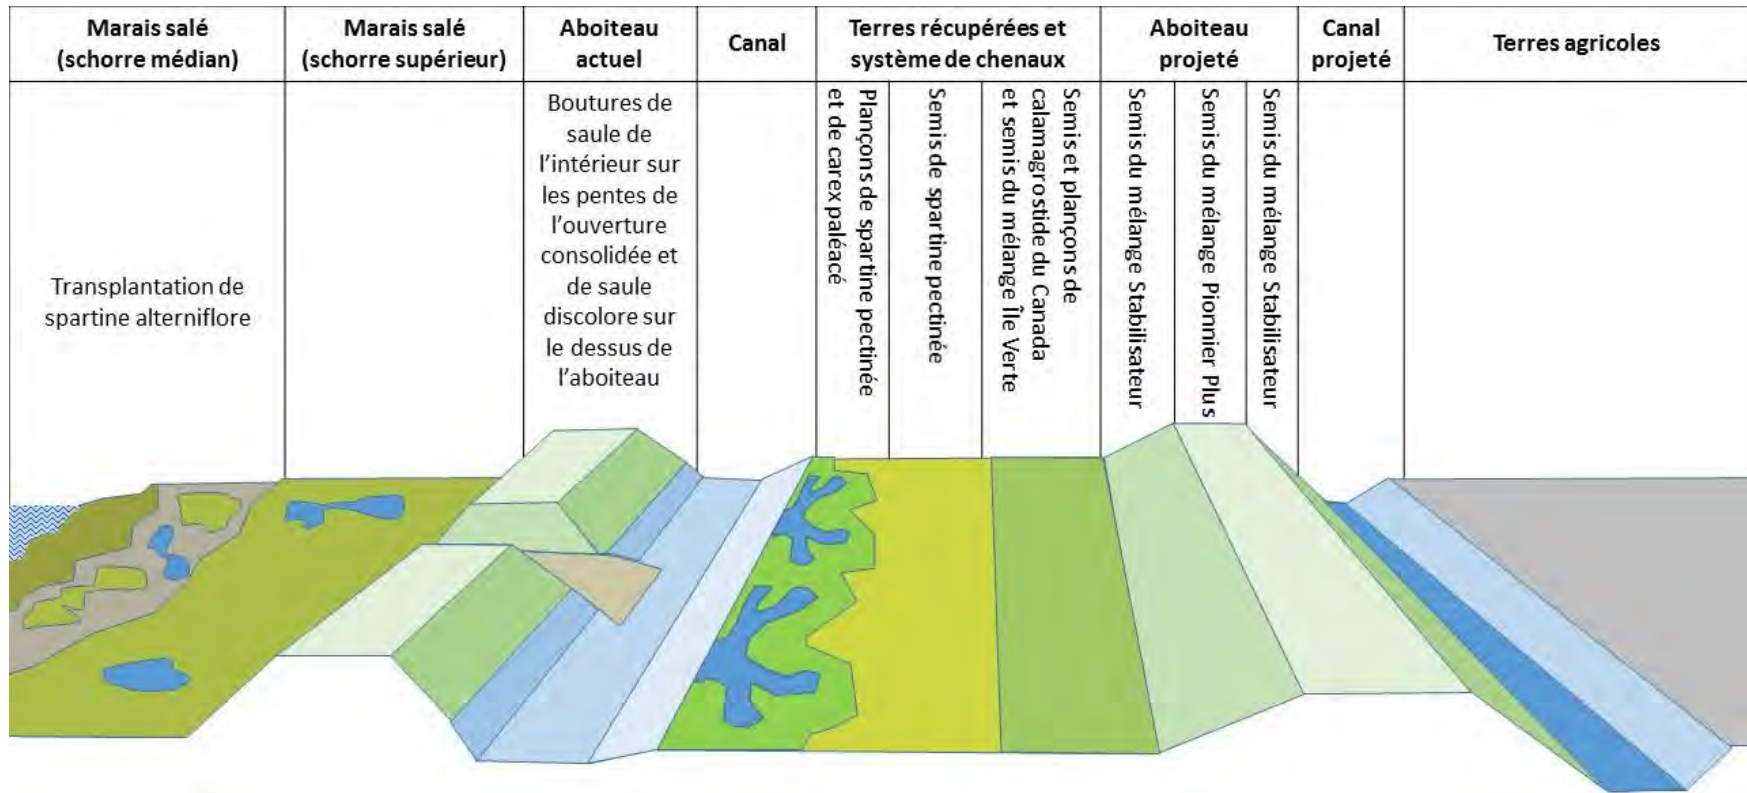 Marais salé
(schorre médian)
Marais salé
(schorre supérieur)
Aboiteau
actuel
Canal
Terres récupérées et
système de chenaux
Aboiteau
projeté
Canal
projeté
Terres agricoles
Transplantation de
spartine alterniflore
Boutures de
saule de
l'intérieur sur
les pentes de
l'ouverture
consolidée et
de saule
discolore sur
le dessus de
l'aboiteau
Plançons de spartine pectinée
et de carex paléacé
Semis de spartine pectinée
Semis et plançons de
calamagrostide du Canada
et semis du mélange Île Verte
Semis du mélange Stabilisateur
Semis du mélange Pionnier Plus
Semis du mélange Stabilisateur